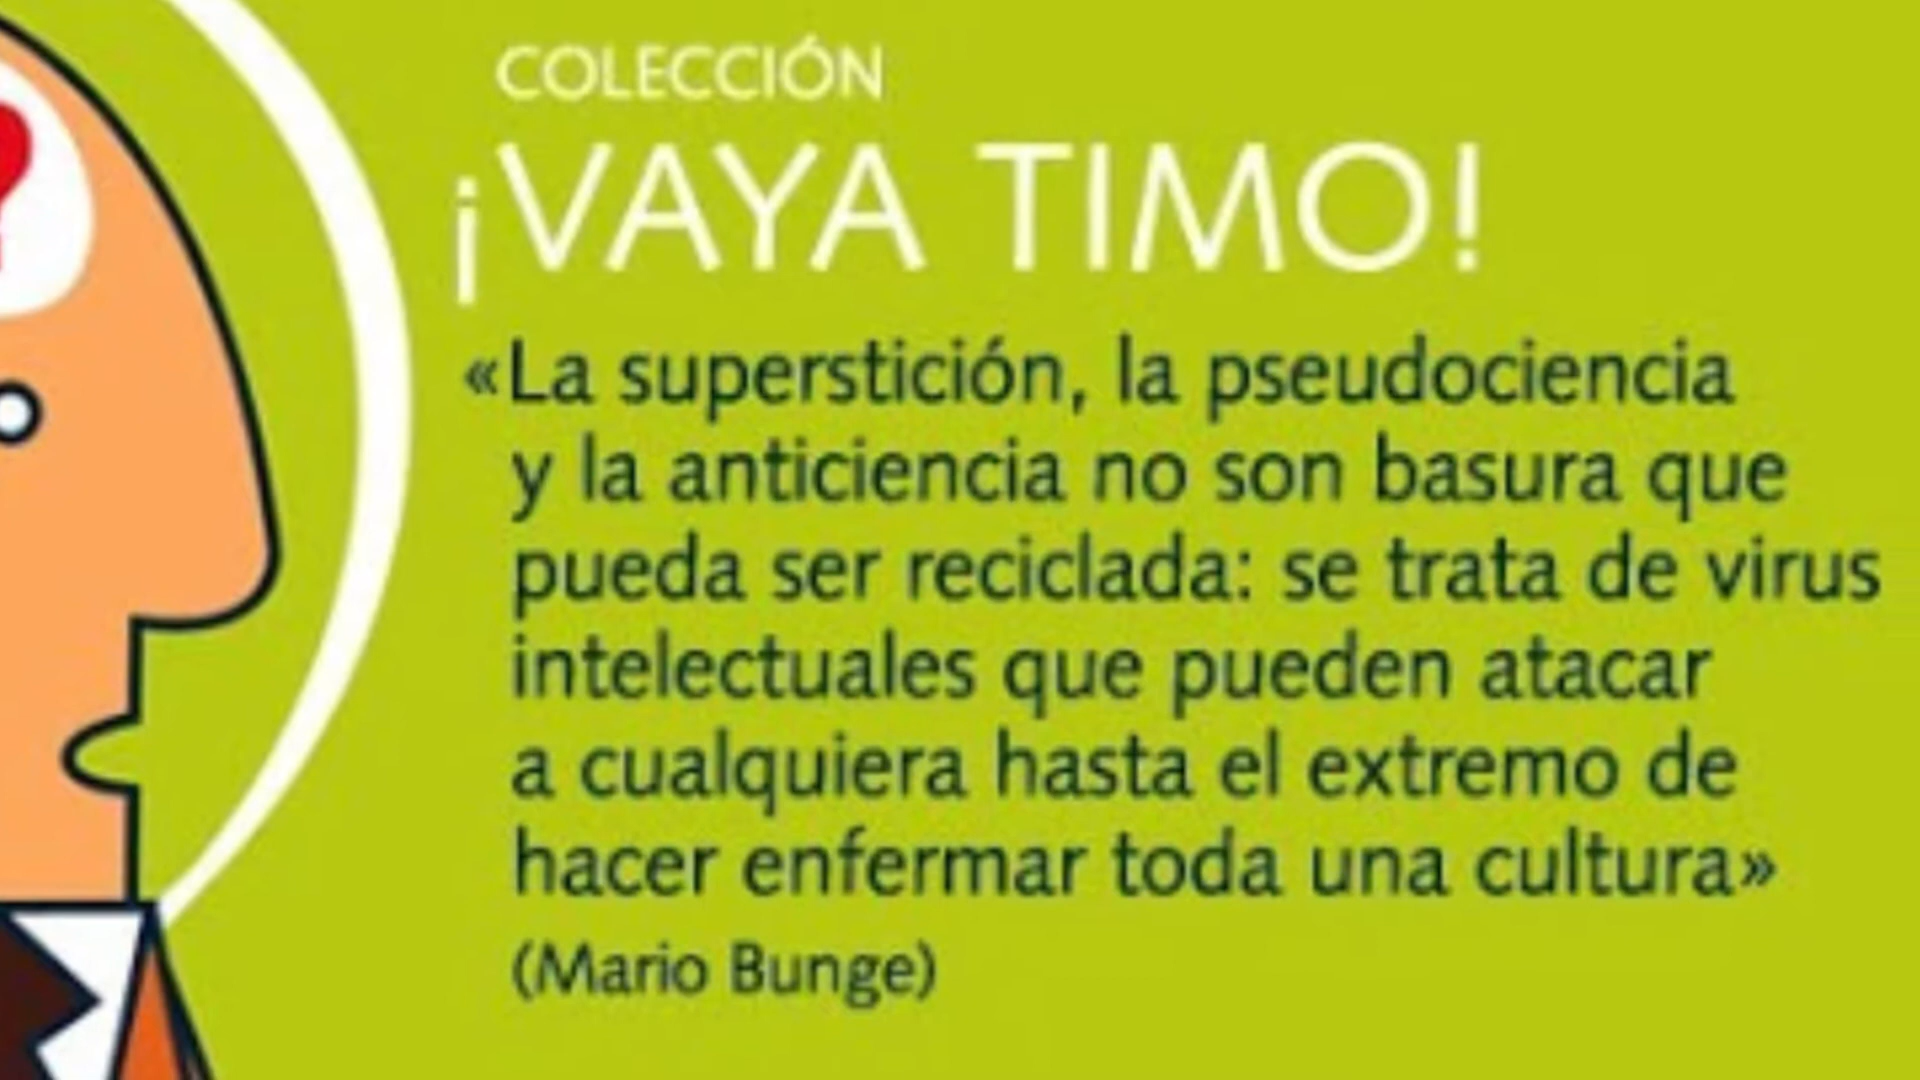 COLECCIÓN
¡VAYA TIMO!
«La superstición, la pseudociencia
y la anticiencia no son basura que
pueda ser reciclada: se trata de virus
intelectuales que pueden atacar
a cualquiera hasta el extremo de
hacer enfermar toda una cultura»
(Mario Bunge)